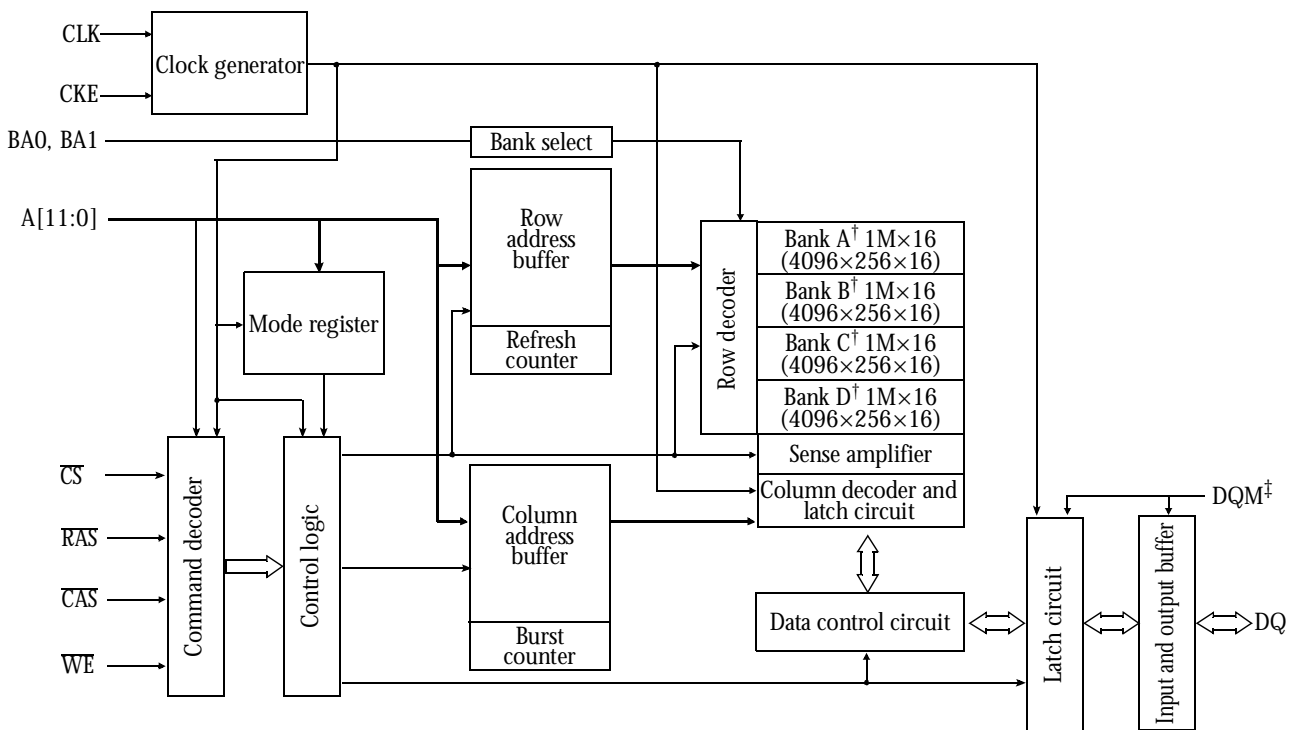 CLK
Clock generator
CKE
BA0, BA1
Bank select
A[11:0]
Row
address
buffer
Refresh
counter
Mode register
Row decoder
Bank A† 1M×16
(4096×256×16)
Bank B† 1M×16
(4096×256×16)
Bank C† 1M×16
(4096×256×16)
Bank D† 1M×16
(4096×256×16)
Sense amplifier
Column decoder and
latch circuit
CS
RAS
CAS
WE
Command decoder
Control logic
Column
address
buffer
Burst
counter
Data control circuit
Latch circuit
DQM‡
Input and output buffer
DQ